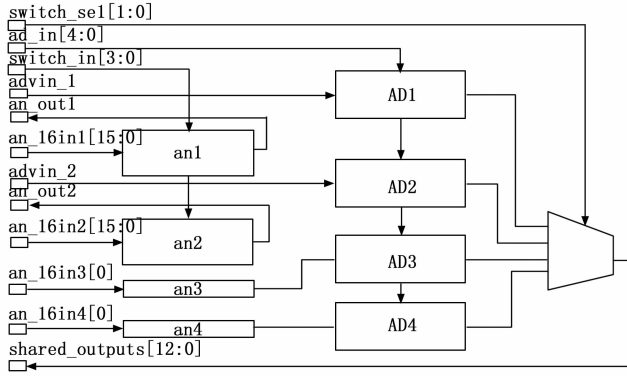 switch_se1[1:0]
ad_in[4:0]
switch_in[3:0]
advin_1
an_out1
an_16in1[15:0]
advin_2
an_out2
an_16in2[15:0]
an_16in3[0]
an_16in4[0]
shared_outputs[12:0]
an1
an2
an3
an4
AD1
AD2
AD3
AD4